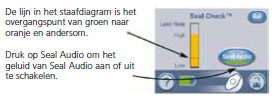 De lijn in het staafdiagram is het
overgangspunt van groen naar
oranje en andersom.
Druk op Seal Audio om het
geluid van Seal Audio aan of uit
te schakelen.
Seal Check™
Leak Rate
High
Low
Seal Audio